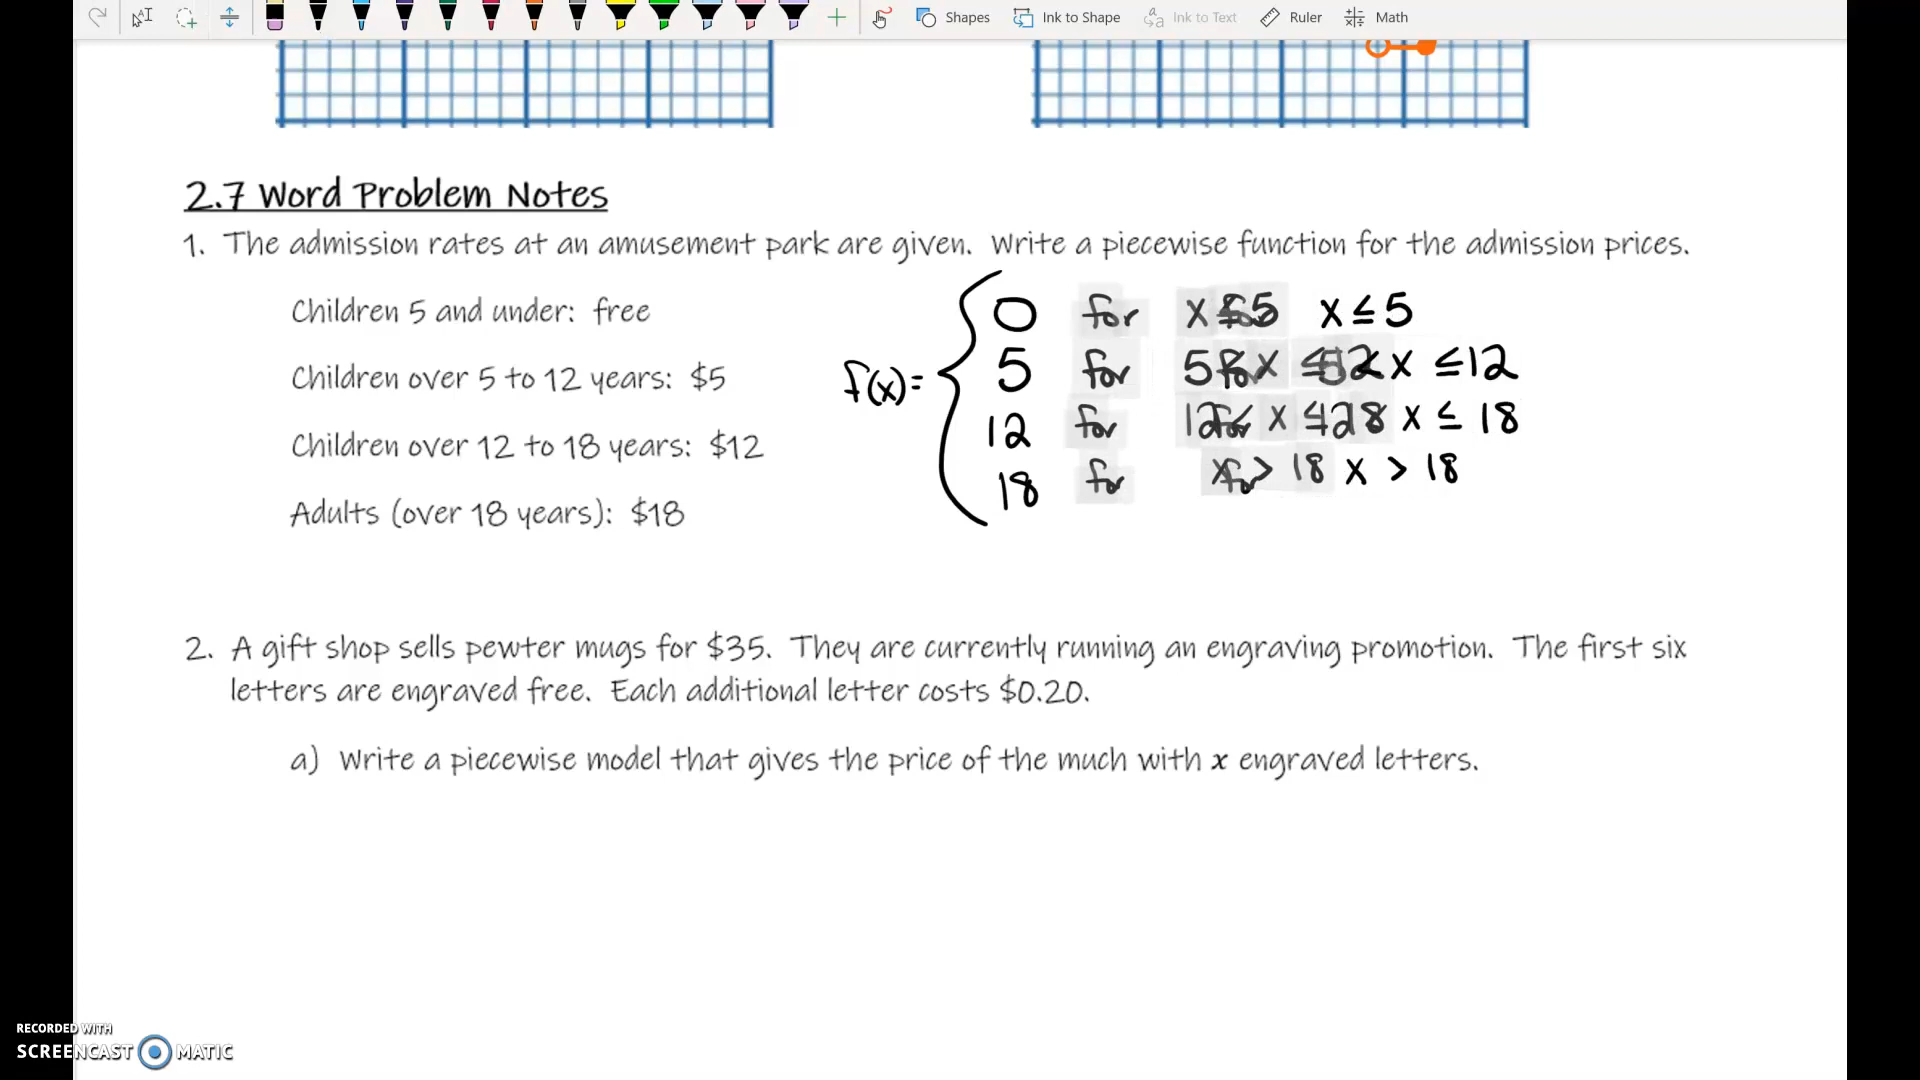 Shapes Ink to Shape Ink to Text Ruler Math
2.7 Word Problem Notes
1. The admission rates at an amusement park are given. Write a piecewise function for the admission prices.
Children 5 and under: free
Children over 5 to 12 years: $5
Children over 12 to 18 years: $12
Adults (over 18 years): $18
f(x)=
0 for x ≤ 5
5 for 5 < x ≤ 12
12 for 12 < x ≤ 18
18 for x > 18
2. A gift shop sells pewter mugs for $35. They are currently running an engraving promotion. The first six
letters are engraved free. Each additional letter costs $0.20.
a) Write a piecewise model that gives the price of the much with x engraved letters.
RECORDED WITH
SCREENCAST MATIC